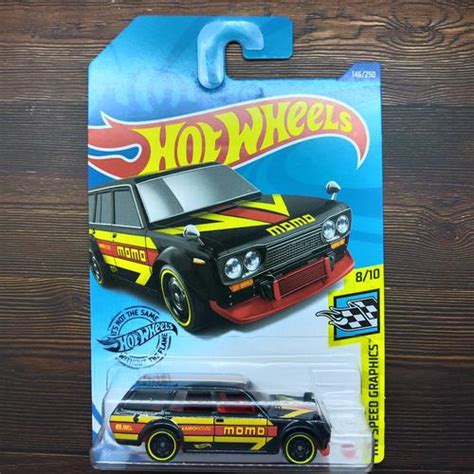 146/250
HOT WHEELS
momo
momo
8/10
IT'S NOT THE SAME
HOT WHEELS
WITHOUT THE FLAME
HW SPEED GRAPHICS
momo